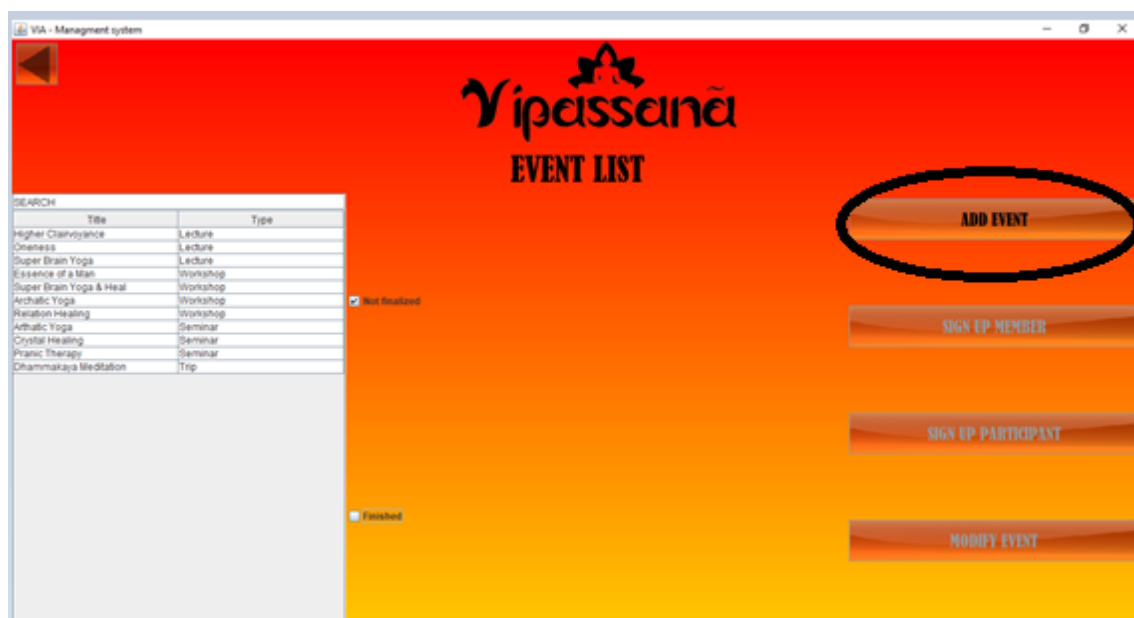 VIA - Managment system
Vipassanã
EVENT LIST
SEARCH
Title Type
Higher Clairvoyance Lecture
Oneness Lecture
Super Brain Yoga Lecture
Essence of a Man Workshop
Super Brain Yoga & Heal Workshop
Archatic Yoga Workshop
Relation Healing Workshop
Arthatic Yoga Seminar
Crystal Healing Seminar
Pranic Therapy Seminar
Dhammakaya Meditation Trip
Not finalized
Finished
ADD EVENT
SIGN UP MEMBER
SIGN UP PARTICIPANT
MODIFY EVENT